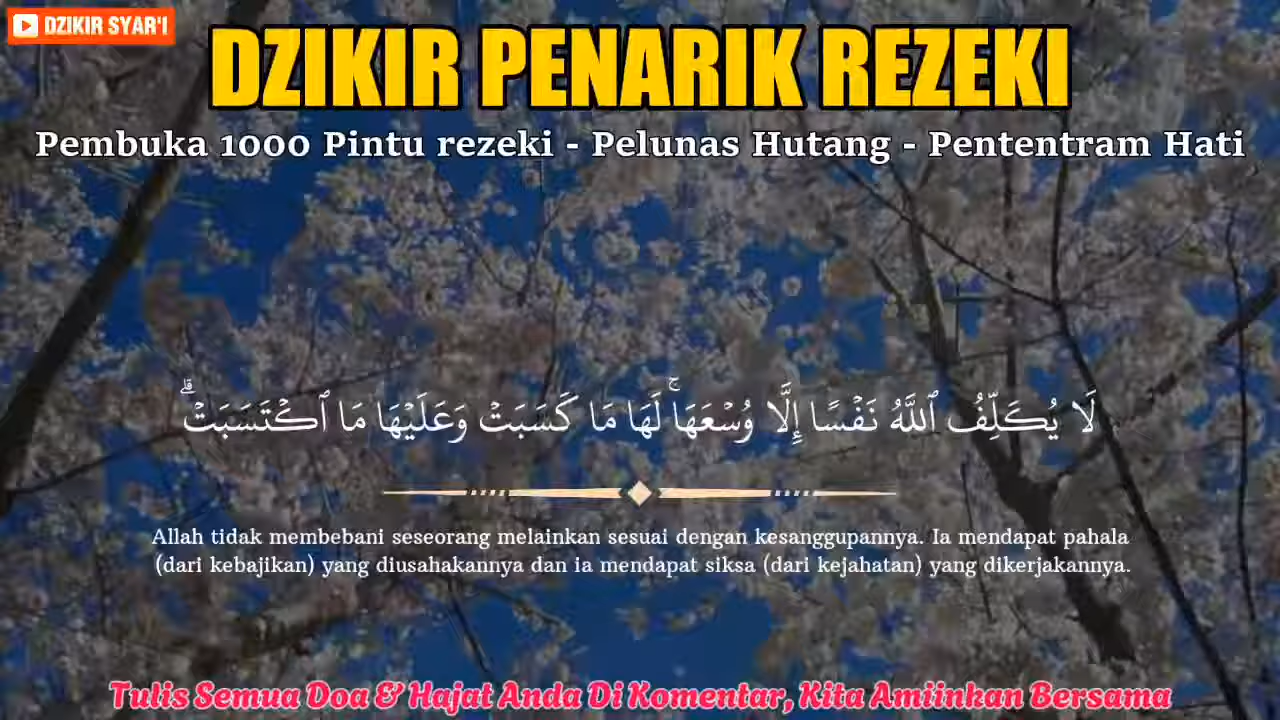 DZIKIR SYAR'I
DZIKIR PENARIK REZEKI
Pembuka 1000 Pintu rezeki - Pelunas Hutang - Pententram Hati
لَا يُكَلِّفُ ٱللَّهُ نَفْسًا إِلَّا وُسْعَهَا ۚ لَهَا مَا كَسَبَتْ وَعَلَيْهَا مَا ٱكْتَسَبَتْ ۗ
Allah tidak membebani seseorang melainkan sesuai dengan kesanggupannya. Ia mendapat pahala
(dari kebajikan) yang diusahakannya dan ia mendapat siksa (dari kejahatan) yang dikerjakannya.
Tulis Semua Doa & Hajat Anda Di Komentar, Kita Amiinkan Bersama